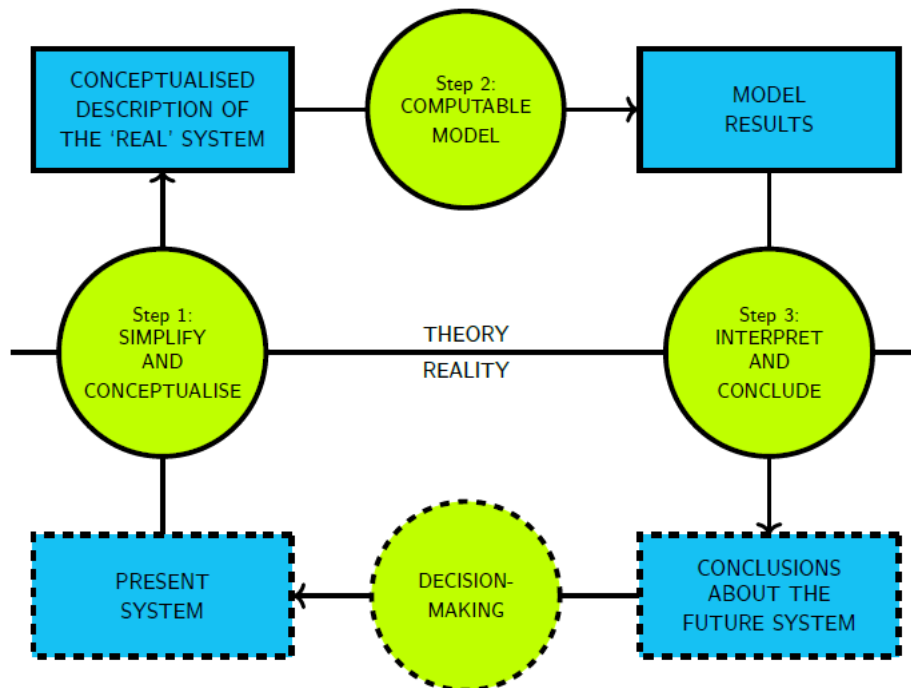 CONCEPTUALISED
DESCRIPTION OF
THE ‘REAL’ SYSTEM
Step 2:
COMPUTABLE
MODEL
MODEL
RESULTS
Step 1:
SIMPLIFY
AND
CONCEPTUALISE
THEORY
REALITY
Step 3:
INTERPRET
AND
CONCLUDE
PRESENT
SYSTEM
DECISION-
MAKING
CONCLUSIONS
ABOUT THE
FUTURE SYSTEM